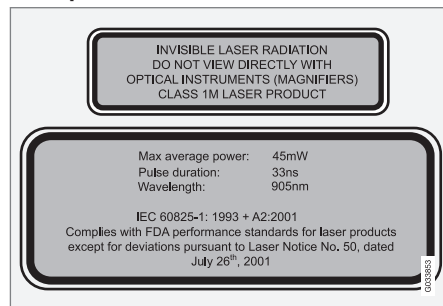 INVISIBLE LASER RADIATION
DO NOT VIEW DIRECTLY WITH
OPTICAL INSTRUMENTS (MAGNIFIERS)
CLASS 1M LASER PRODUCT
Max average power: 45mW
Pulse duration: 33ns
Wavelength: 905nm
IEC 60825-1: 1993 + A2:2001
Complies with FDA performance standards for laser products
except for deviations pursuant to Laser Notice No. 50, dated
July 26th, 2001
G033853